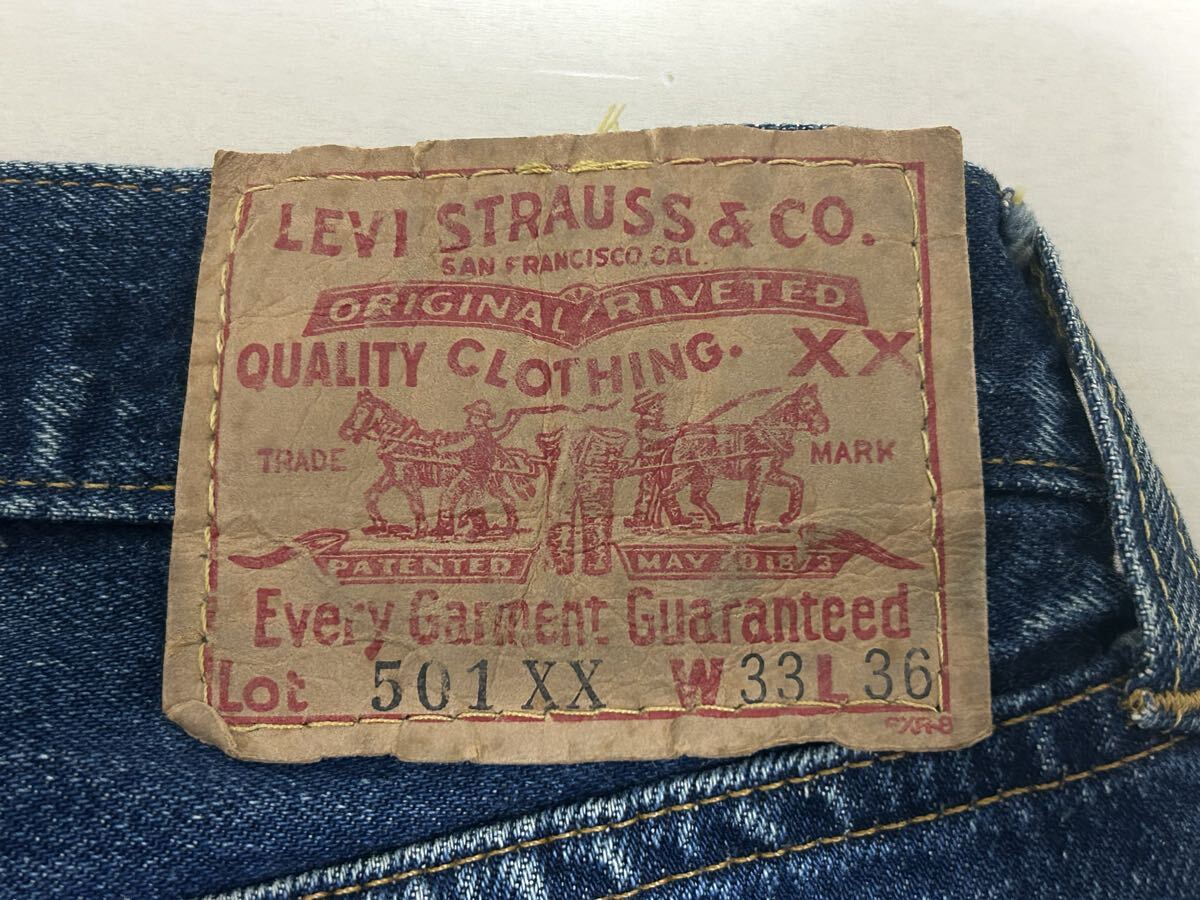 LEVI STRAUSS & CO.
SAN FRANCISCO, CAL.
ORIGINAL RIVETED
QUALITY CLOTHING. XX
TRADE MARK
PATENTED MAY 20 1873
Every Garment Guaranteed
Lot 501 XX W 33 L 36